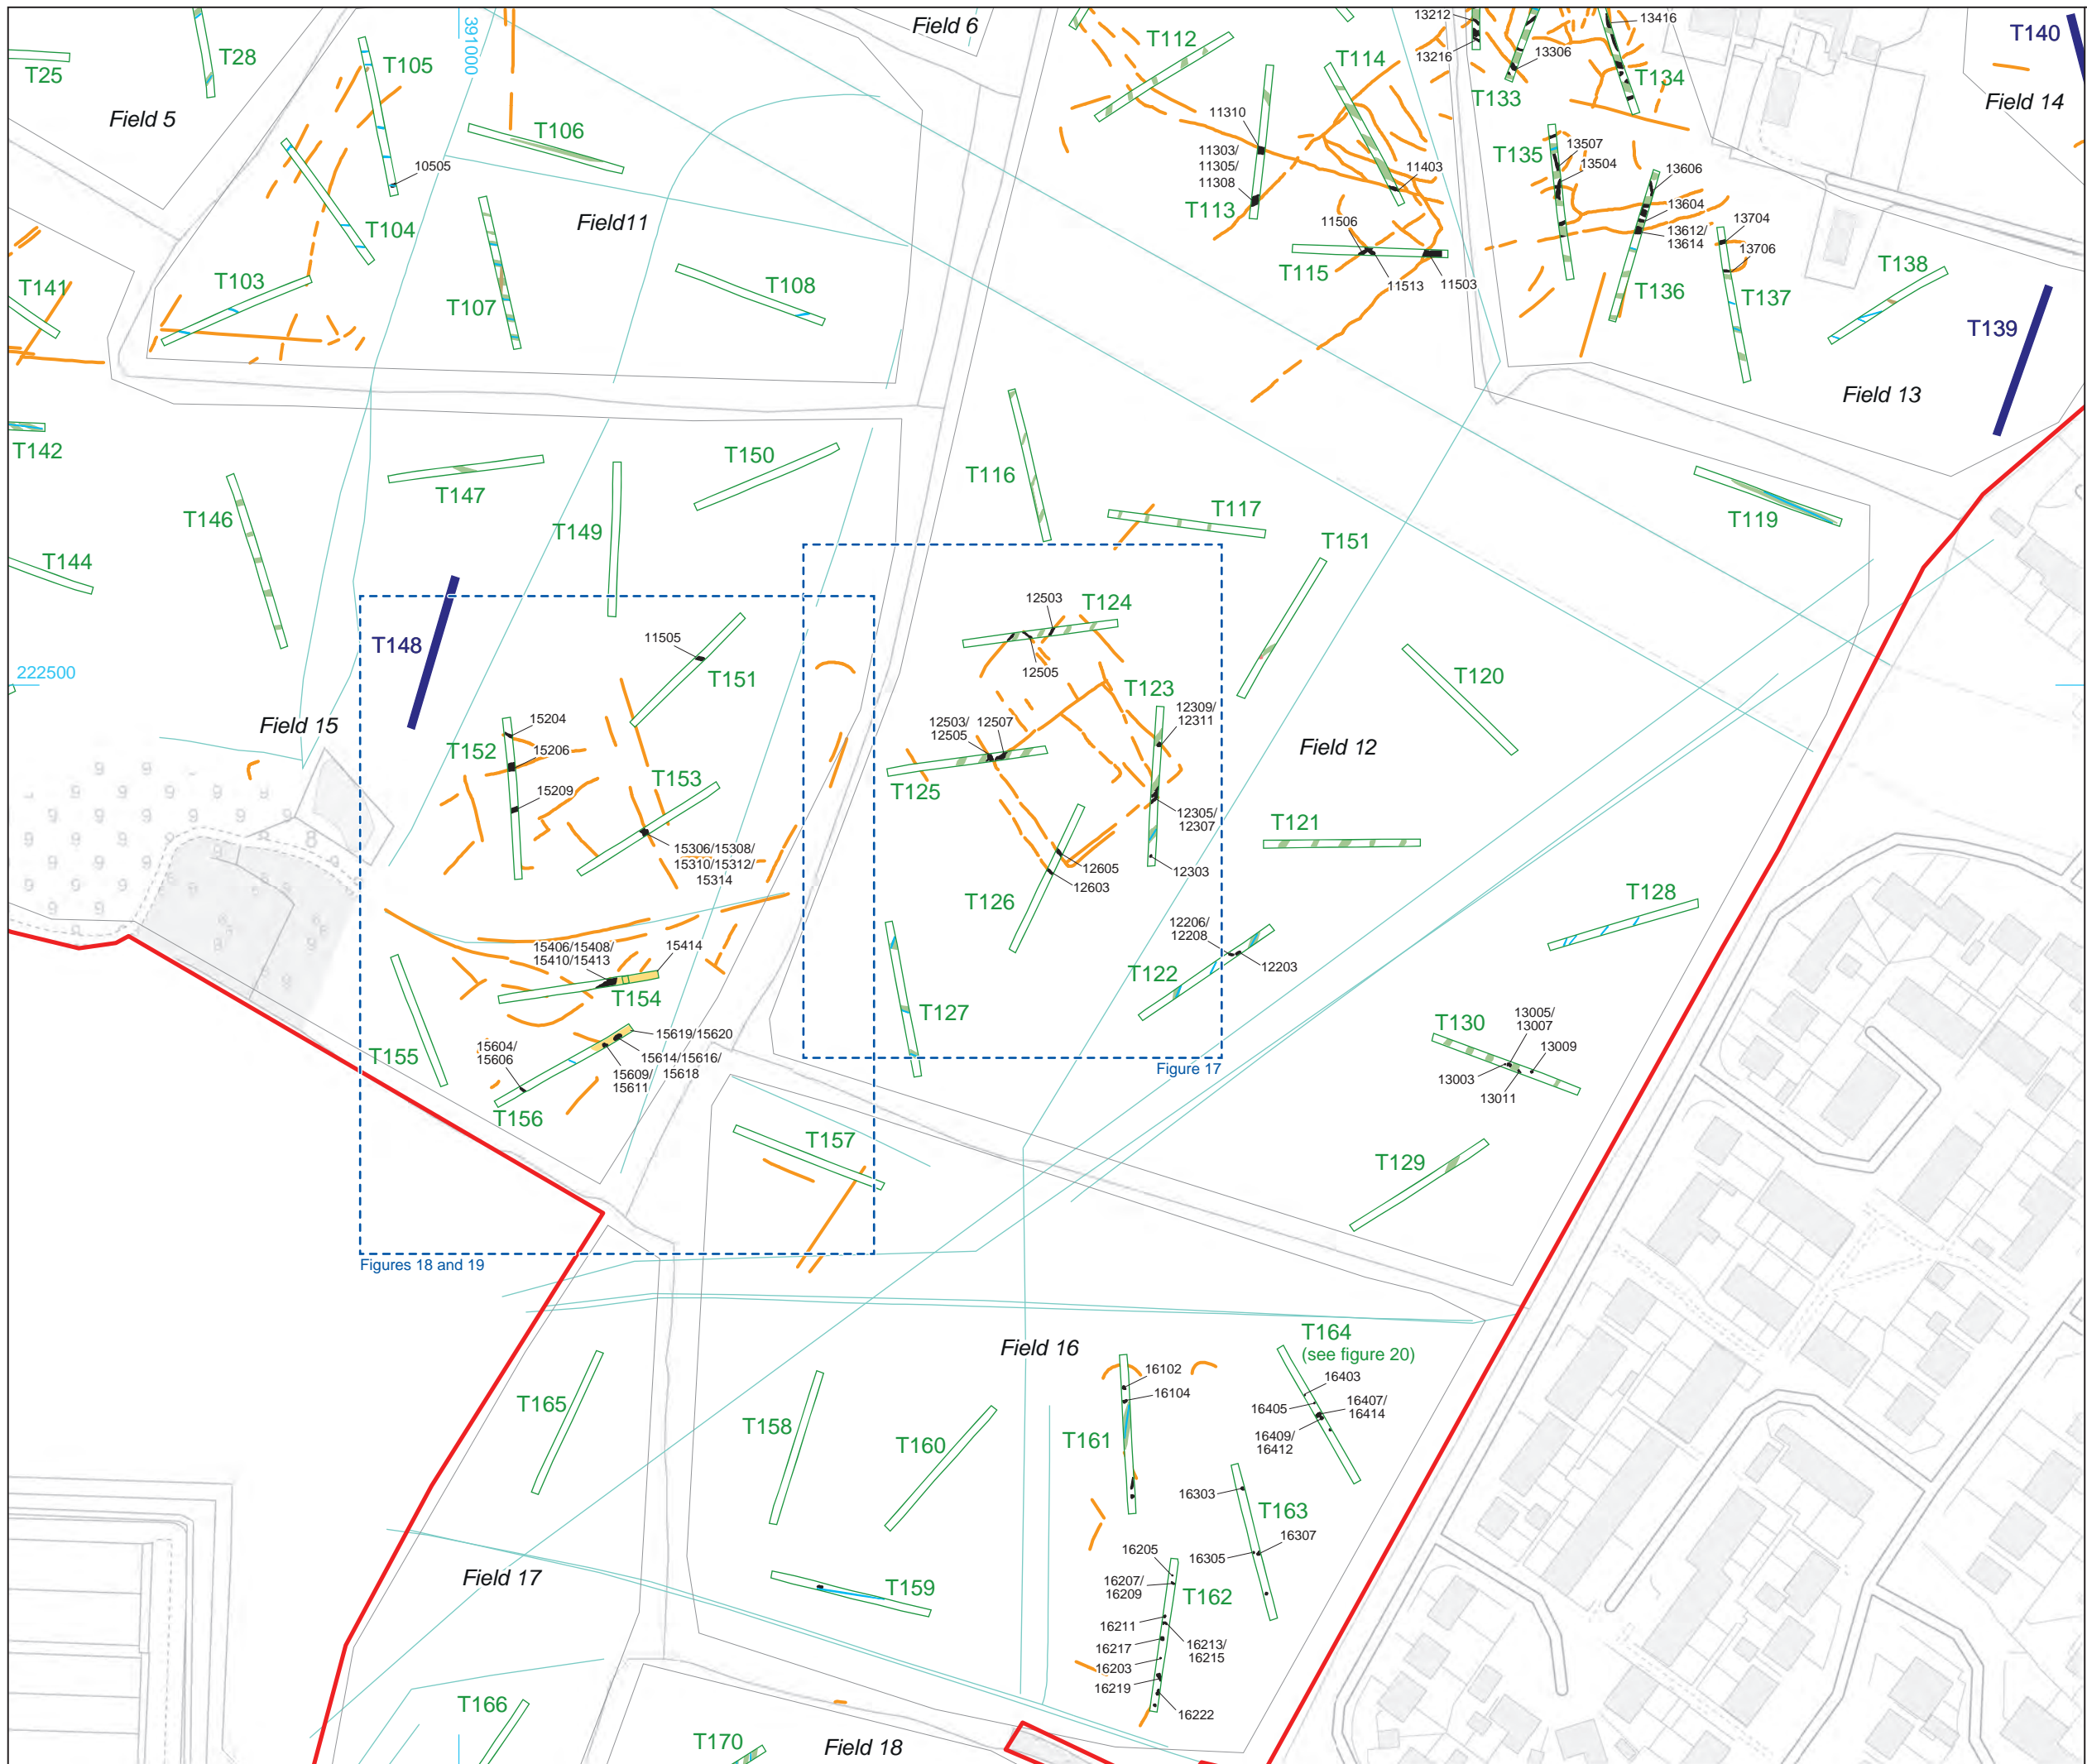 391000
Field 6
13212
13416
T140
T25
T28
T105
T112
T114
13216
13306
T133
T134
Field 14
Field 5
T106
11310
11303/
11305/
11308
T113
11403
T135
13507
13504
13606
13604
13612/
13614
10505
T104
Field11
11506
T115
11513
11503
T136
13704
13706
T137
T138
T141
T103
T107
T108
T139
Field 13
T142
T147
T150
T116
T117
T119
T146
T149
T151
T144
T148
222500
11505
T151
12503
T124
12505
T120
Field 15
15204
T152
15206
15209
T153
15306/15308/
15310/15312/
15314
T123
12309/
12311
12503/
12505
12507
T125
Field 12
12305/
12307
T121
12303
12605
12603
T126
T128
15406/15408/
15410/15413
15414
T154
12206/
12208
12203
T122
T127
T155
15604/
15606
15619/15620
15614/15616/
15618
15609/
15611
T156
Figure 17
T130
13005/
13007
13009
13003
13011
T157
T129
Figures 18 and 19
Field 16
T164
(see figure 20)
16403
16405
16407/
16414
16409/
16412
16102
16104
T161
T165
T158
T160
16303
T163
16307
16305
Field 17
T159
16205
16207/
16209
T162
16211
16213/
16215
16217
16203
16219
16222
T166
T170
Field 18